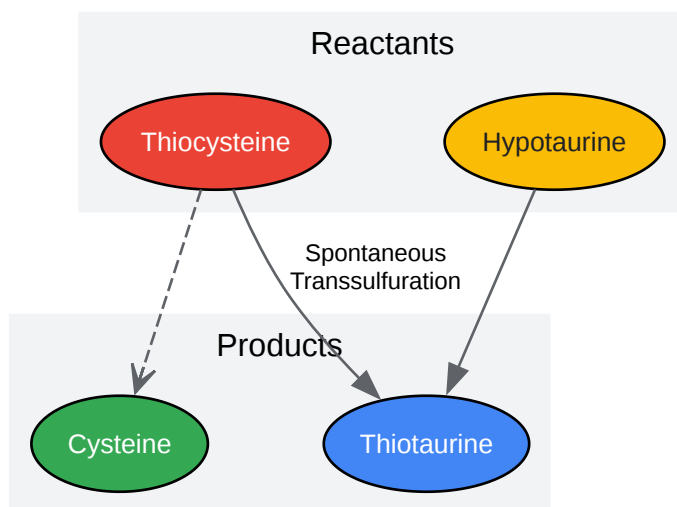 Reactants
Thiocysteine
Hypotaurine
Spontaneous
Transsulfuration
Products
Cysteine
Thiotaurine